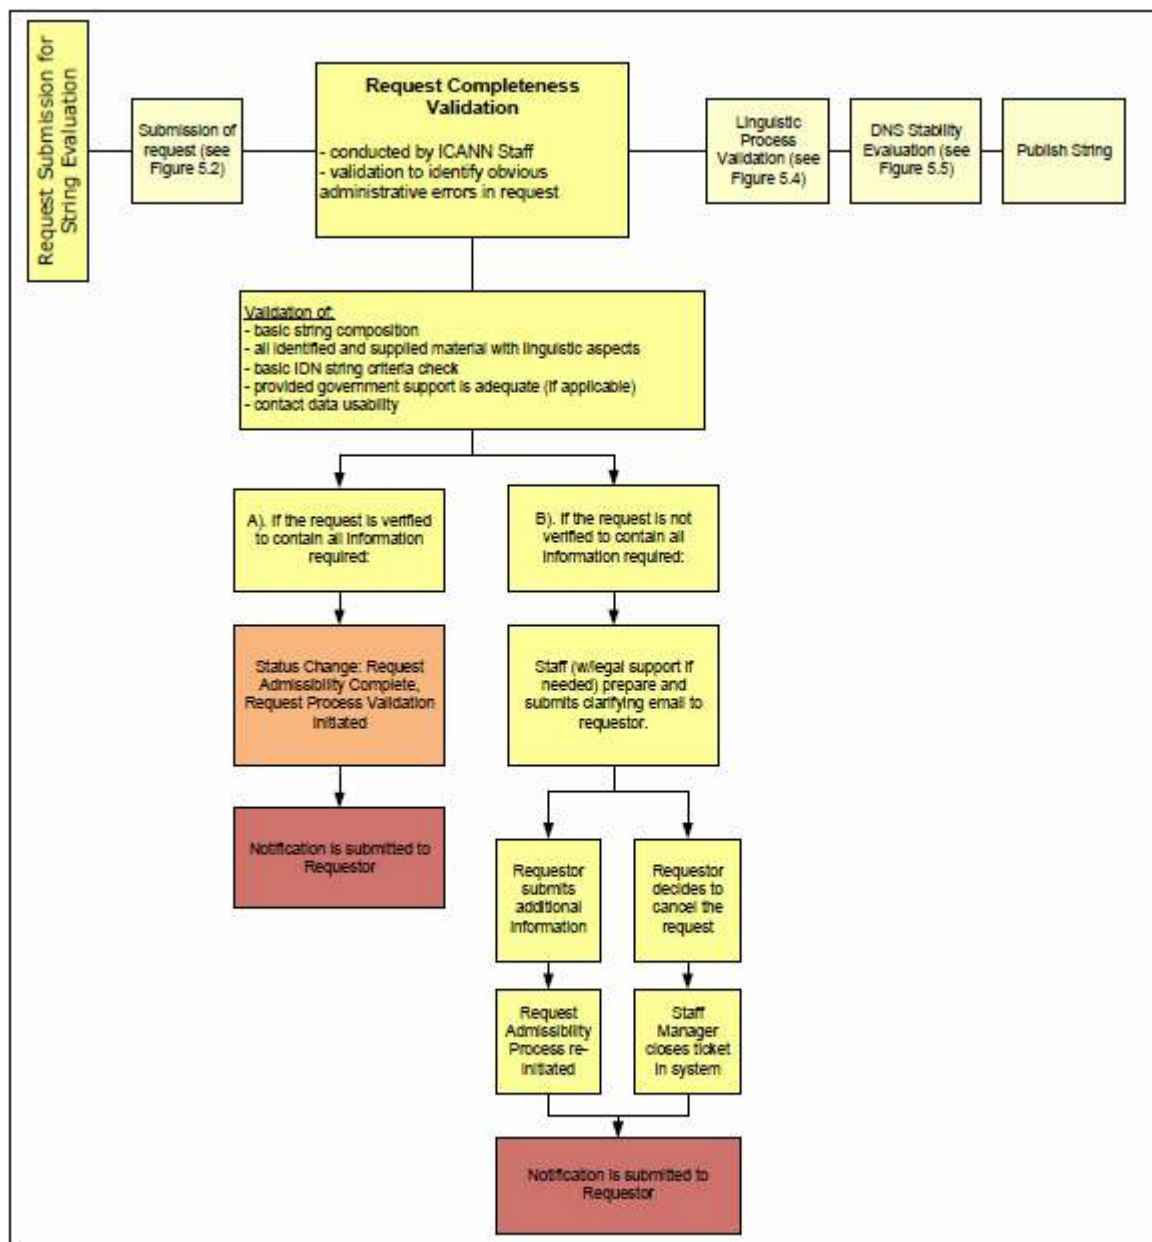 Request Submission for
String Evaluation
Submission of
request (see
Figure 5.2)
Request Completeness
Validation
- conducted by ICANN Staff
- validation to identify obvious
administrative errors in request
Linguistic
Process
Validation (see
Figure 5.4)
DNS Stability
Evaluation (see
Figure 5.5)
Publish String
Validation of:
- basic string composition
- all identified and supplied material with linguistic aspects
- basic IDN string criteria check
- provided government support is adequate (if applicable)
- contact data usability
A). If the request is verified
to contain all information
required:
B). If the request is not
verified to contain all
information required:
Status Change: Request
Admissibility Complete,
Request Process Validation
Initiated
Staff (w/legal support if
needed) prepare and
submits clarifying email to
requestor.
Notification is submitted to
Requestor
Requestor
submits
additional
information
Requestor
decides to
cancel the
request
Request
Admissibility
Process re-
initiated
Staff
Manager
closes ticket
in system
Notification is submitted to
Requestor